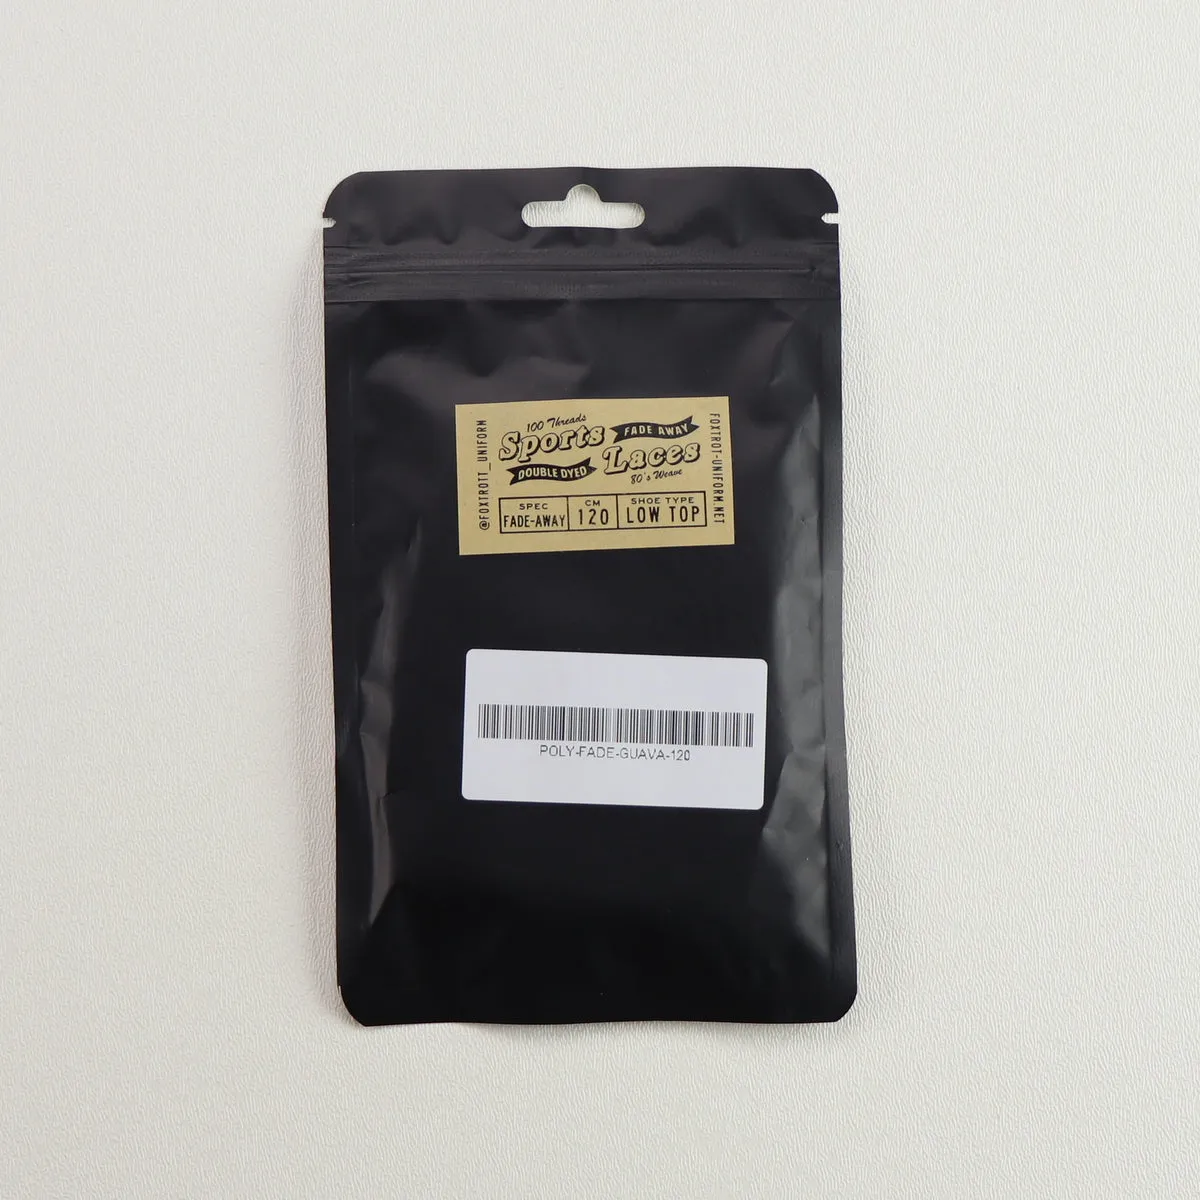 @FOXTROTT_UNIFORM
100 Threads
Sports
FADE AWAY
DOUBLE DYED
Laces
80's Weave
SPEC
FADE-AWAY
CM
120
SHOE TYPE
LOW TOP
FOXTROT-UNIFORM.NET
POLY-FADE-GUAVA-120